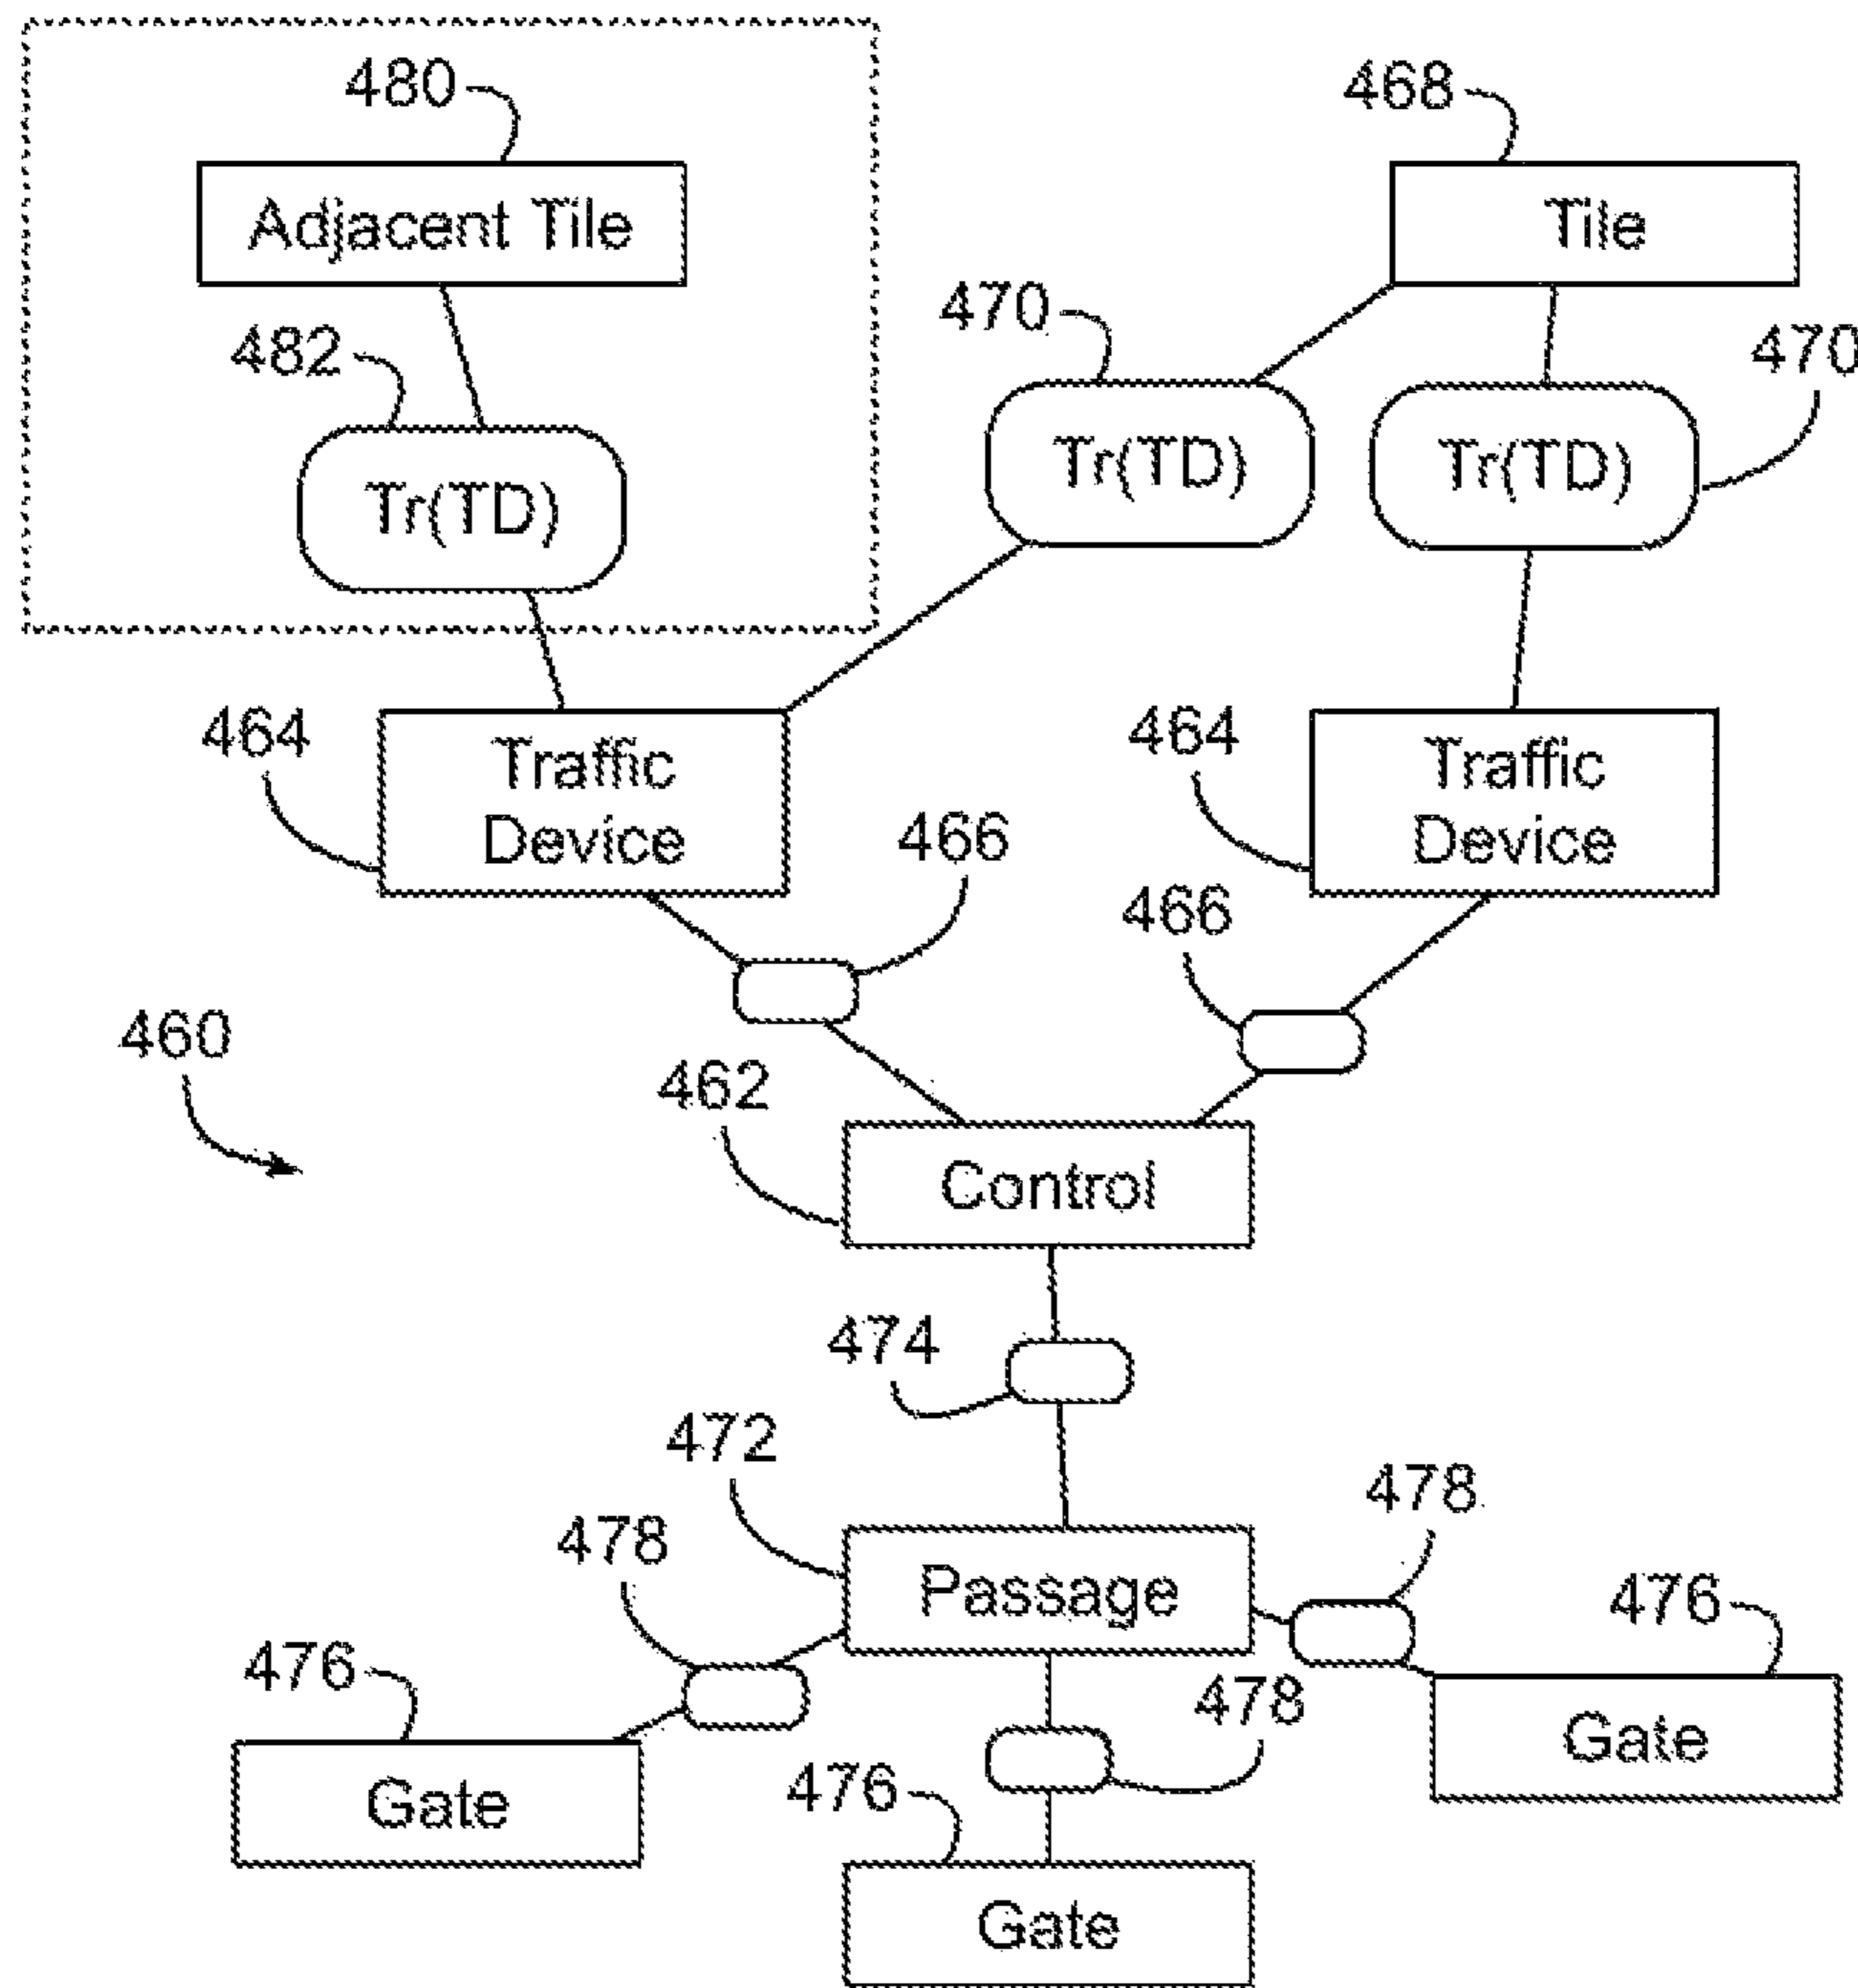 480
468
Adjacent Tile
Tile
470
482
470
Tr(TD)
Tr(TD)
Tr(TD)
464
Traffic
Device
464
Traffic
Device
466
466
460
462
Control
474
472
478
478
Passage
476
476
478
Gate
476
Gate
Gate